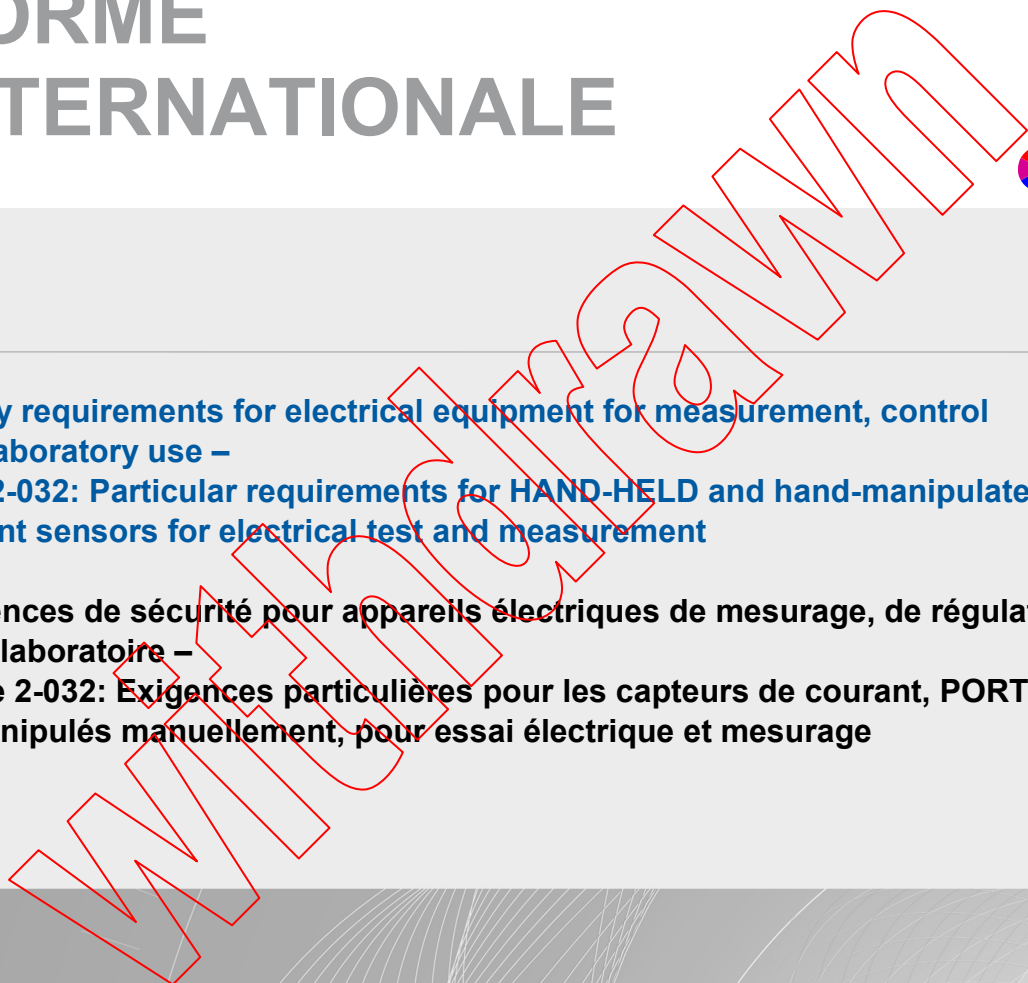 ORME
TERNATIONALE
y requirements for electrical equipment for measurement, control
aboratory use –
2-032: Particular requirements for HAND-HELD and hand-manipulate
nt sensors for electrical test and measurement
ences de sécurité pour appareils électriques de mesurage, de régula
laboratoire –
e 2-032: Exigences particulières pour les capteurs de courant, PORT
nipulés manuellement, pour essai électrique et mesurage
withdrawn